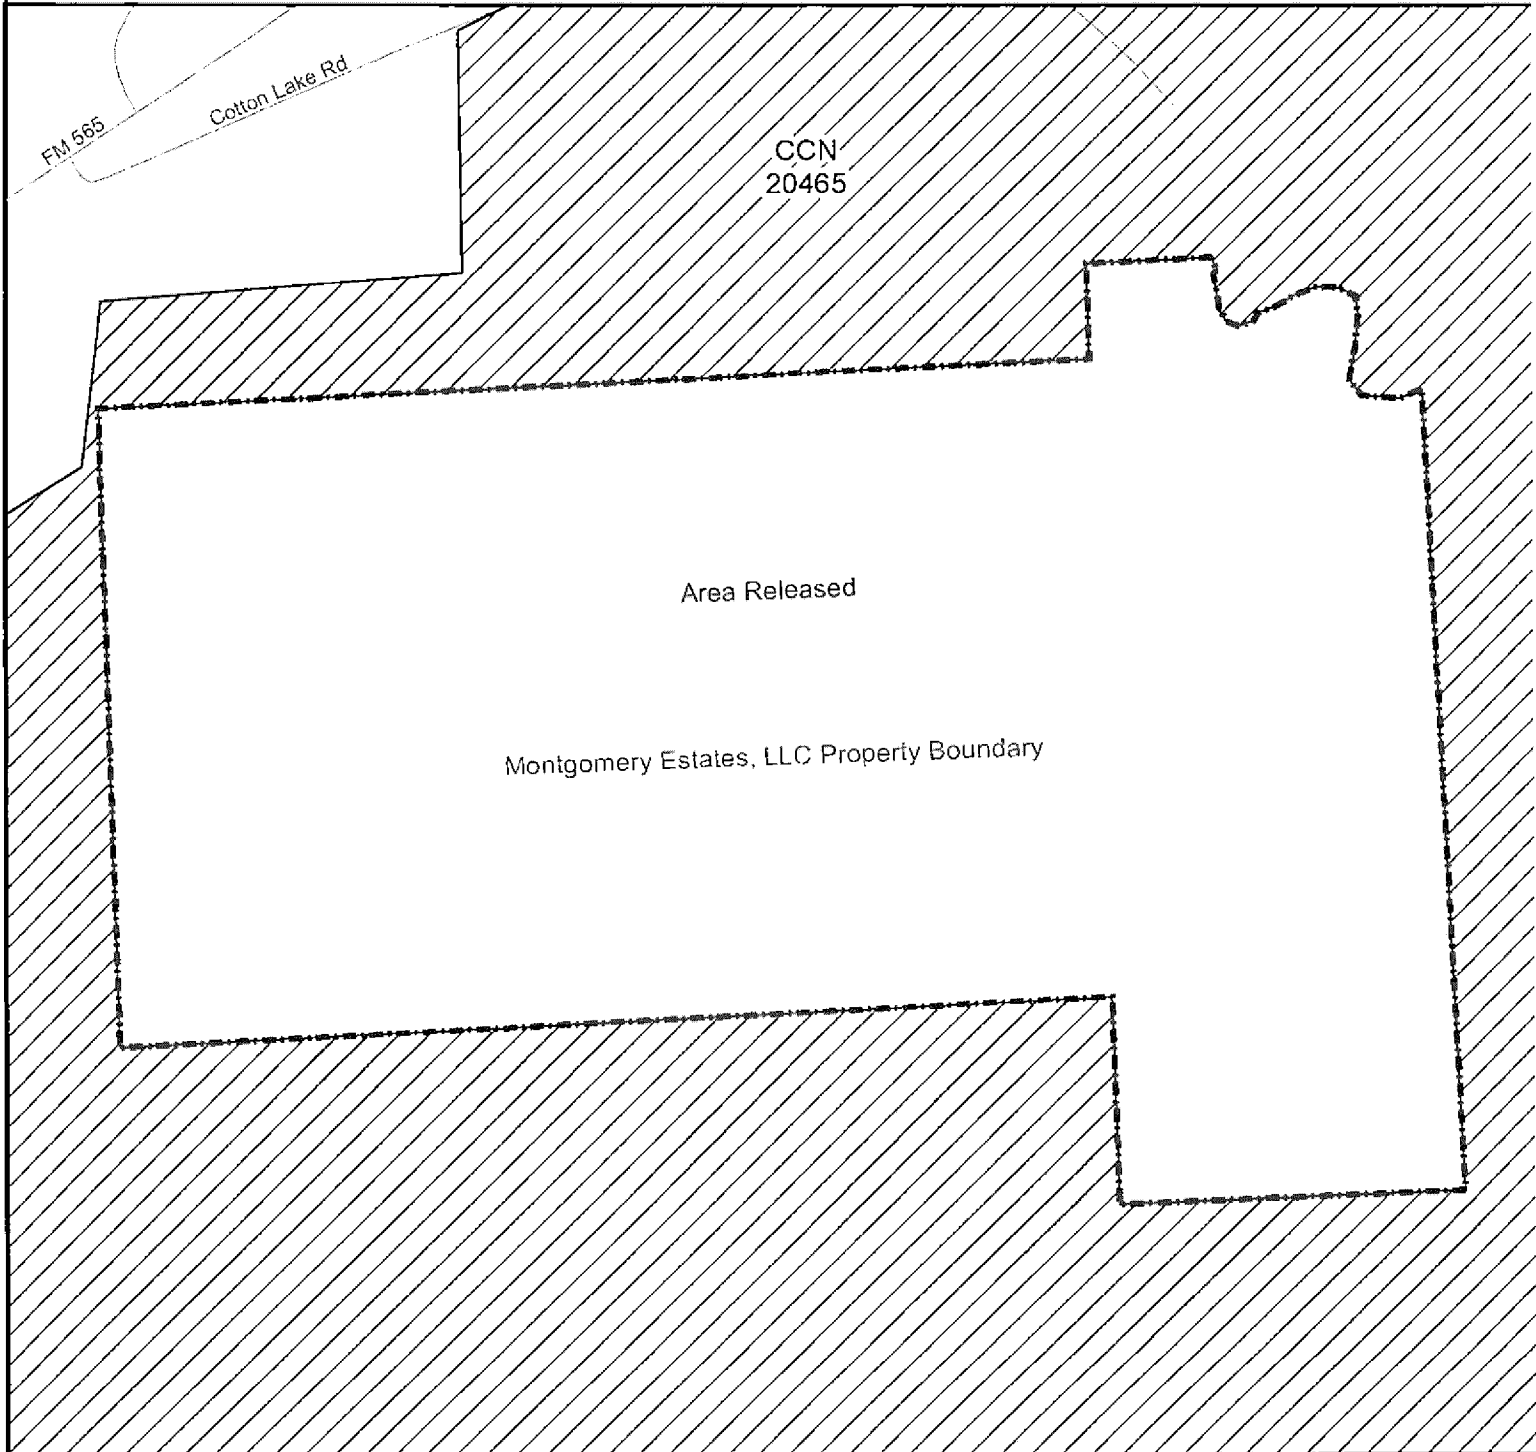 Cotton Lake Rd
FM 565
CCN
20465
Area Released
Montgomery Estates, LLC Property Boundary